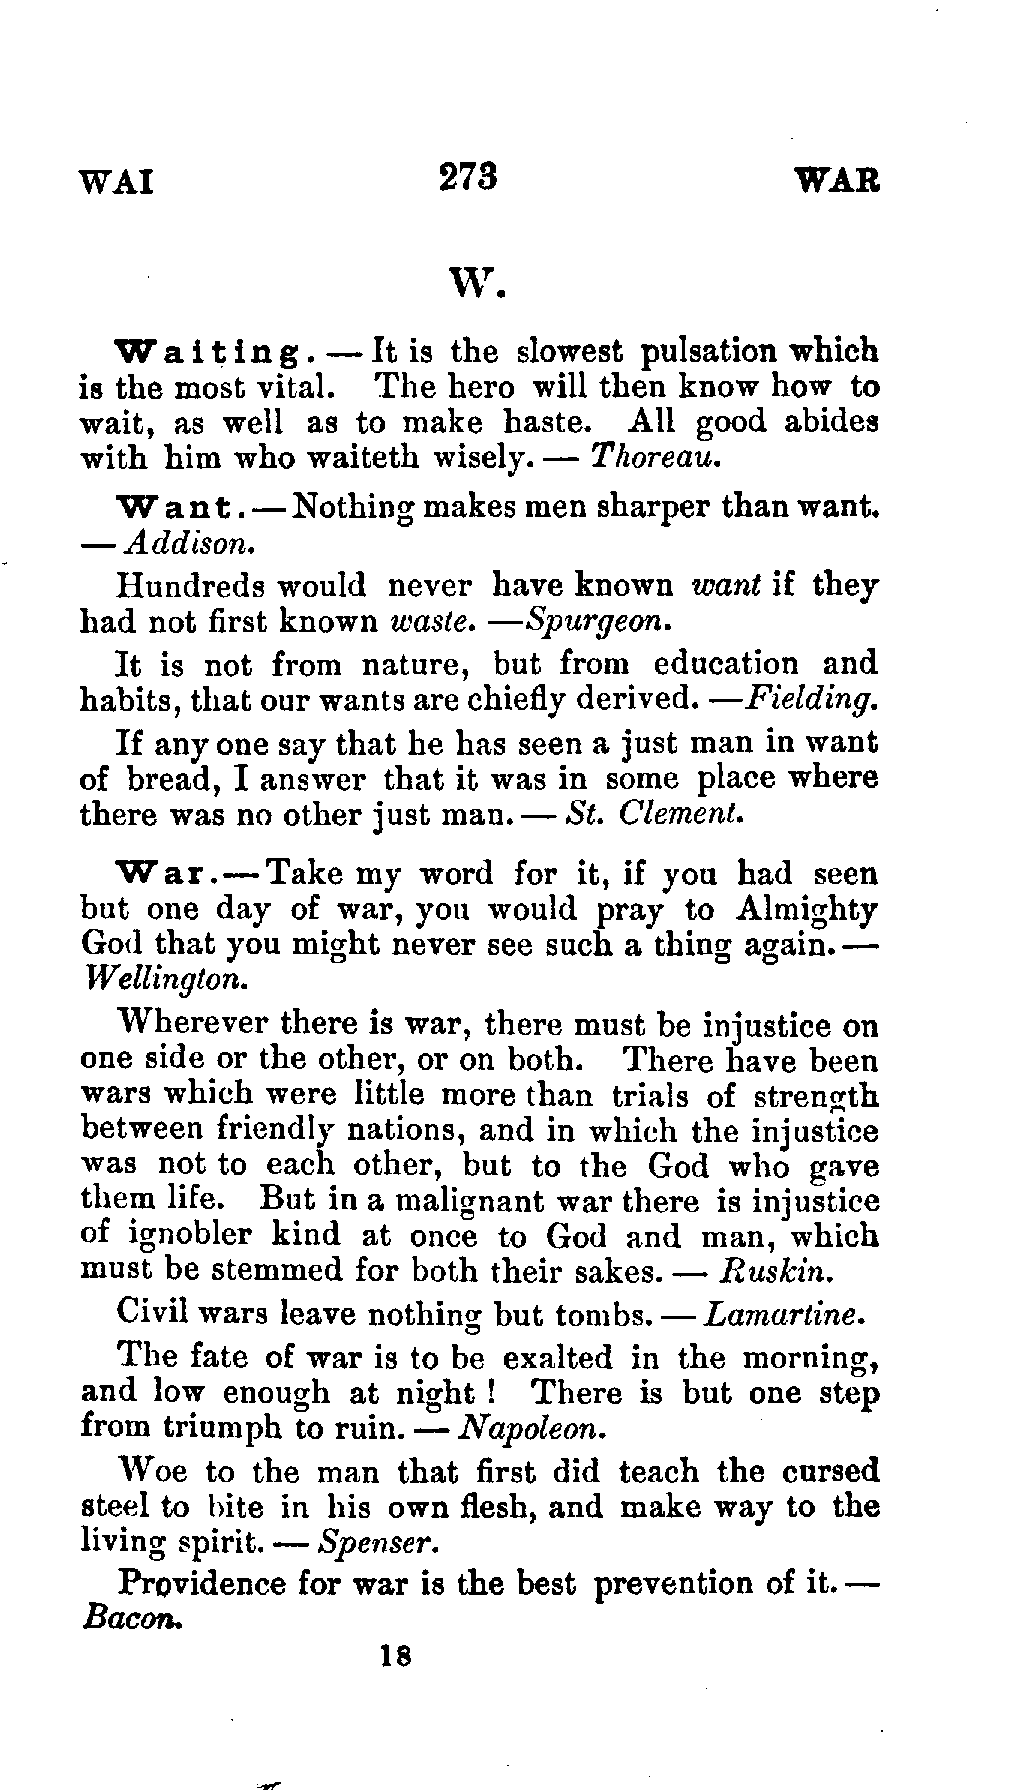 WAI 273 WAR
W.
Waiting. — It is the slowest pulsation which
is the most vital. The hero will then know how to
wait, as well as to make haste. All good abides
with him who waiteth wisely. — Thoreau.
Want. — Nothing makes men sharper than want.
— Addison.
Hundreds would never have known want if they
had not first known waste. — Spurgeon.
It is not from nature, but from education and
habits, that our wants are chiefly derived. — Fielding.
If any one say that he has seen a just man in want
of bread, I answer that it was in some place where
there was no other just man. — St. Clement.
War. — Take my word for it, if you had seen
but one day of war, you would pray to Almighty
God that you might never see such a thing again. —
Wellington.
Wherever there is war, there must be injustice on
one side or the other, or on both. There have been
wars which were little more than trials of strength
between friendly nations, and in which the injustice
was not to each other, but to the God who gave
them life. But in a malignant war there is injustice
of ignobler kind at once to God and man, which
must be stemmed for both their sakes. — Ruskin.
Civil wars leave nothing but tombs. — Lamartine.
The fate of war is to be exalted in the morning,
and low enough at night! There is but one step
from triumph to ruin. — Napoleon.
Woe to the man that first did teach the cursed
steel to bite in his own flesh, and make way to the
living spirit. — Spenser.
Providence for war is the best prevention of it. —
Bacon.
18